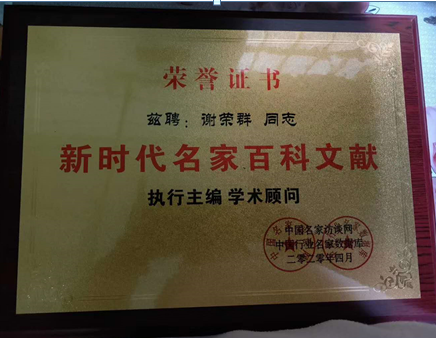 荣誉证书
兹聘：谢荣群 同志
新时代名家百科文献
执行主编 学术顾问
中国名家访谈网
中国行业名家数据库
二零二零年四月